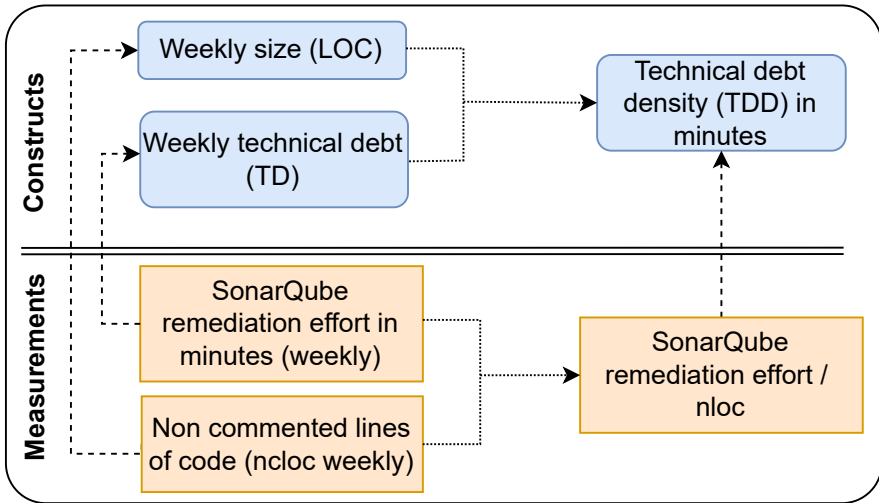 Constructs
Weekly size (LOC)
Weekly technical debt
(TD)
Technical debt
density (TDD) in
minutes
Measurements
SonarQube
remediation effort in
minutes (weekly)
Non commented lines
of code (ncloc weekly)
SonarQube
remediation effort /
nloc